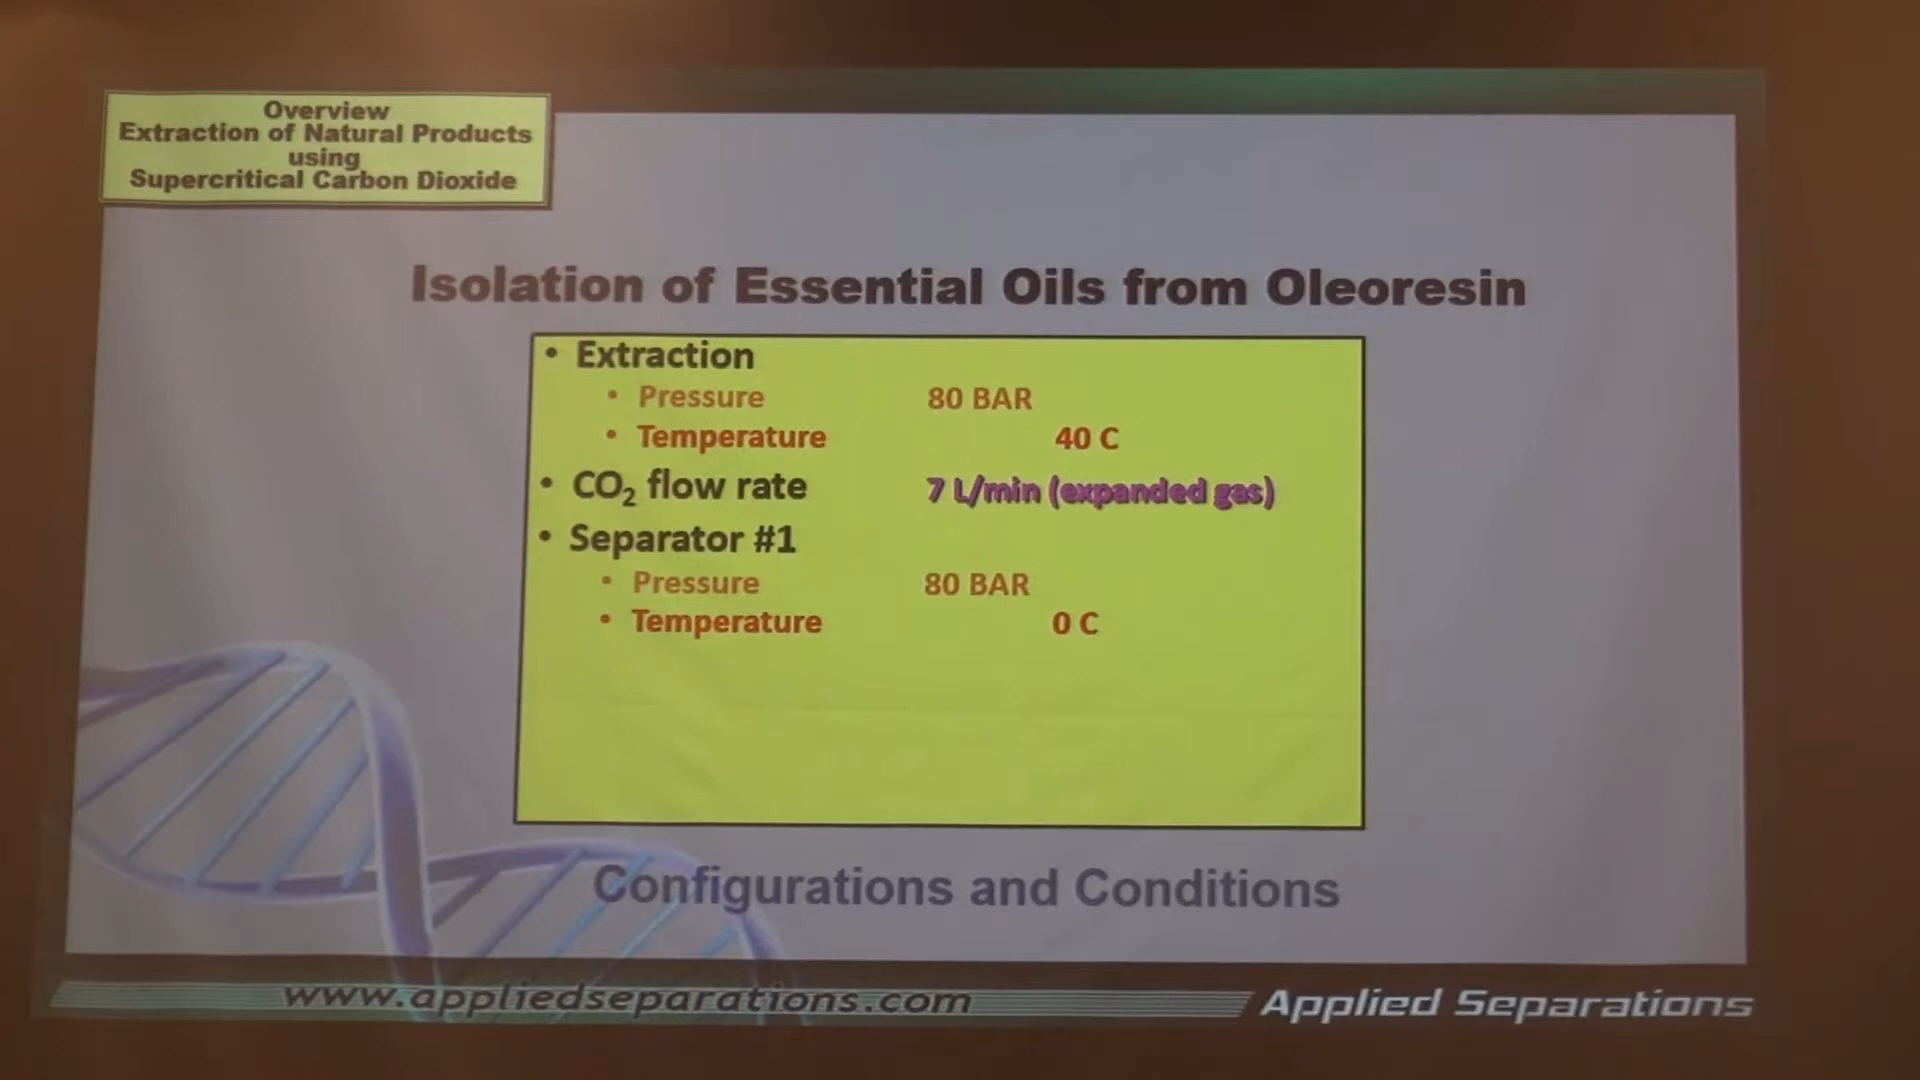 Overview
Extraction of Natural Products
using
Supercritical Carbon Dioxide
Isolation of Essential Oils from Oleoresin
• Extraction
• Pressure 80 BAR
• Temperature 40 C
• CO₂ flow rate 7 L/min (expanded gas)
• Separator #1
• Pressure 80 BAR
• Temperature 0 C
Configurations and Conditions
www.appliedseparations.com Applied Separations